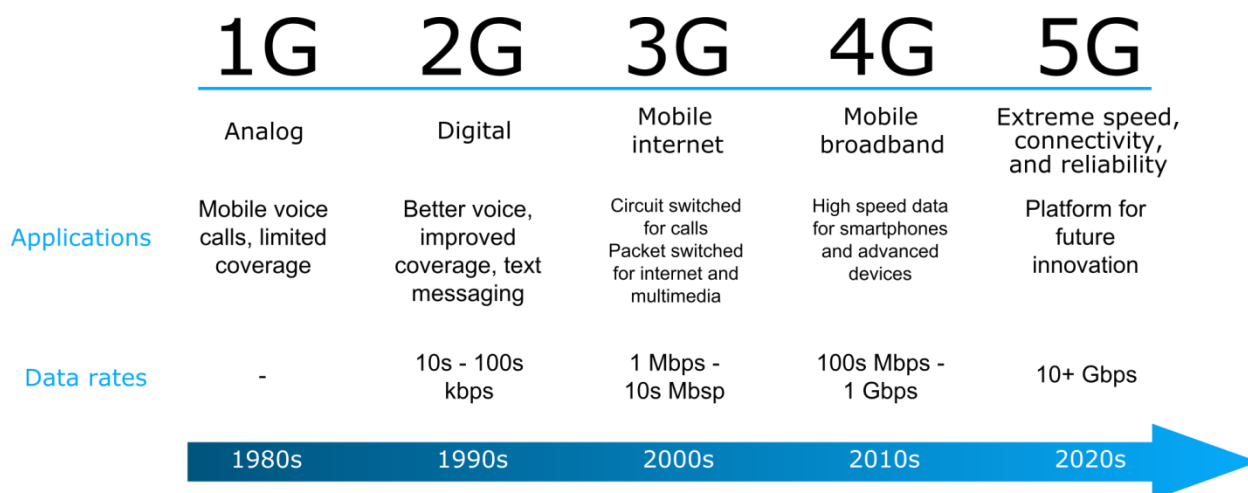 1G 2G 3G 4G 5G
Analog
Digital
Mobile
internet
Mobile
broadband
Extreme speed,
connectivity,
and reliability
Applications
Mobile voice
calls, limited
coverage
Better voice,
improved
coverage, text
messaging
Circuit switched
for calls
Packet switched
for internet and
multimedia
High speed data
for smartphones
and advanced
devices
Platform for
future
innovation
Data rates
-
10s - 100s
kbps
1 Mbps -
10s Mbsp
100s Mbps -
1 Gbps
10+ Gbps
1980s 1990s 2000s 2010s 2020s